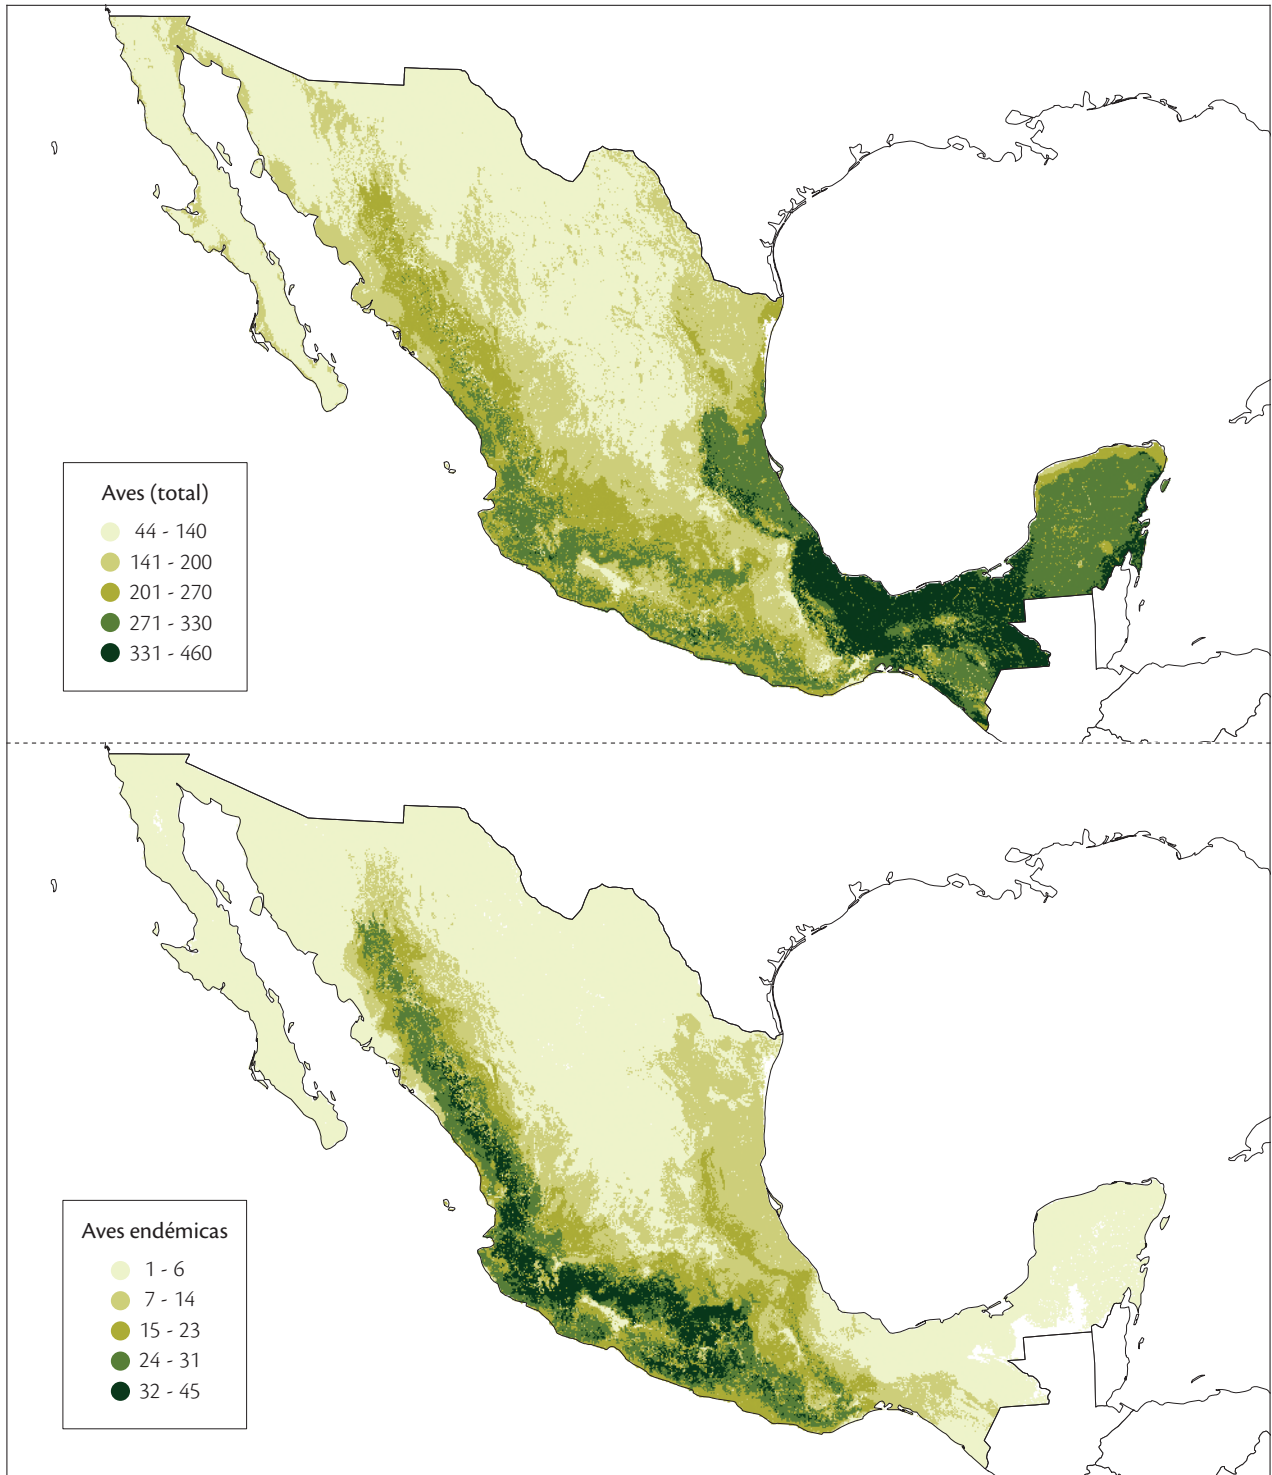 Aves (total)
44 - 140
141 - 200
201 - 270
271 - 330
331 - 460
Aves endémicas
1 - 6
7 - 14
15 - 23
24 - 31
32 - 45